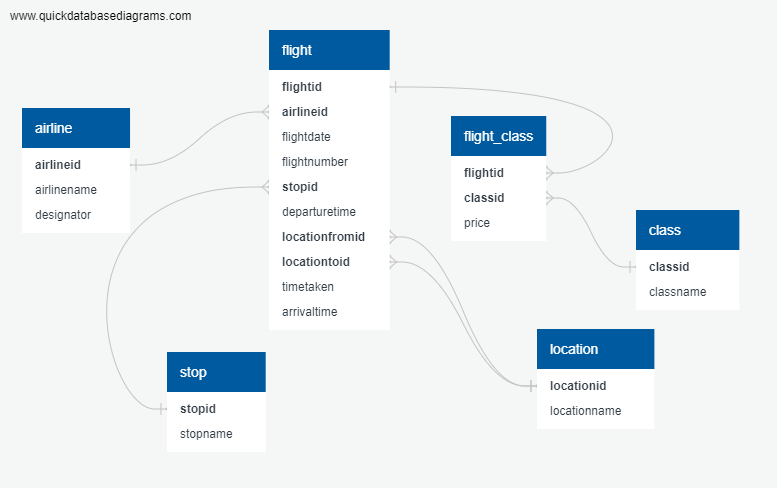 www.quickdatabasediagrams.com
flight
flightid
airlineid
flightdate
flightnumber
stopid
departuretime
locationfromid
locationtoid
timetaken
arrivaltime
airline
airlineid
airlinename
designator
flight_class
flightid
classid
price
class
classid
classname
location
locationid
locationname
stop
stopid
stopname